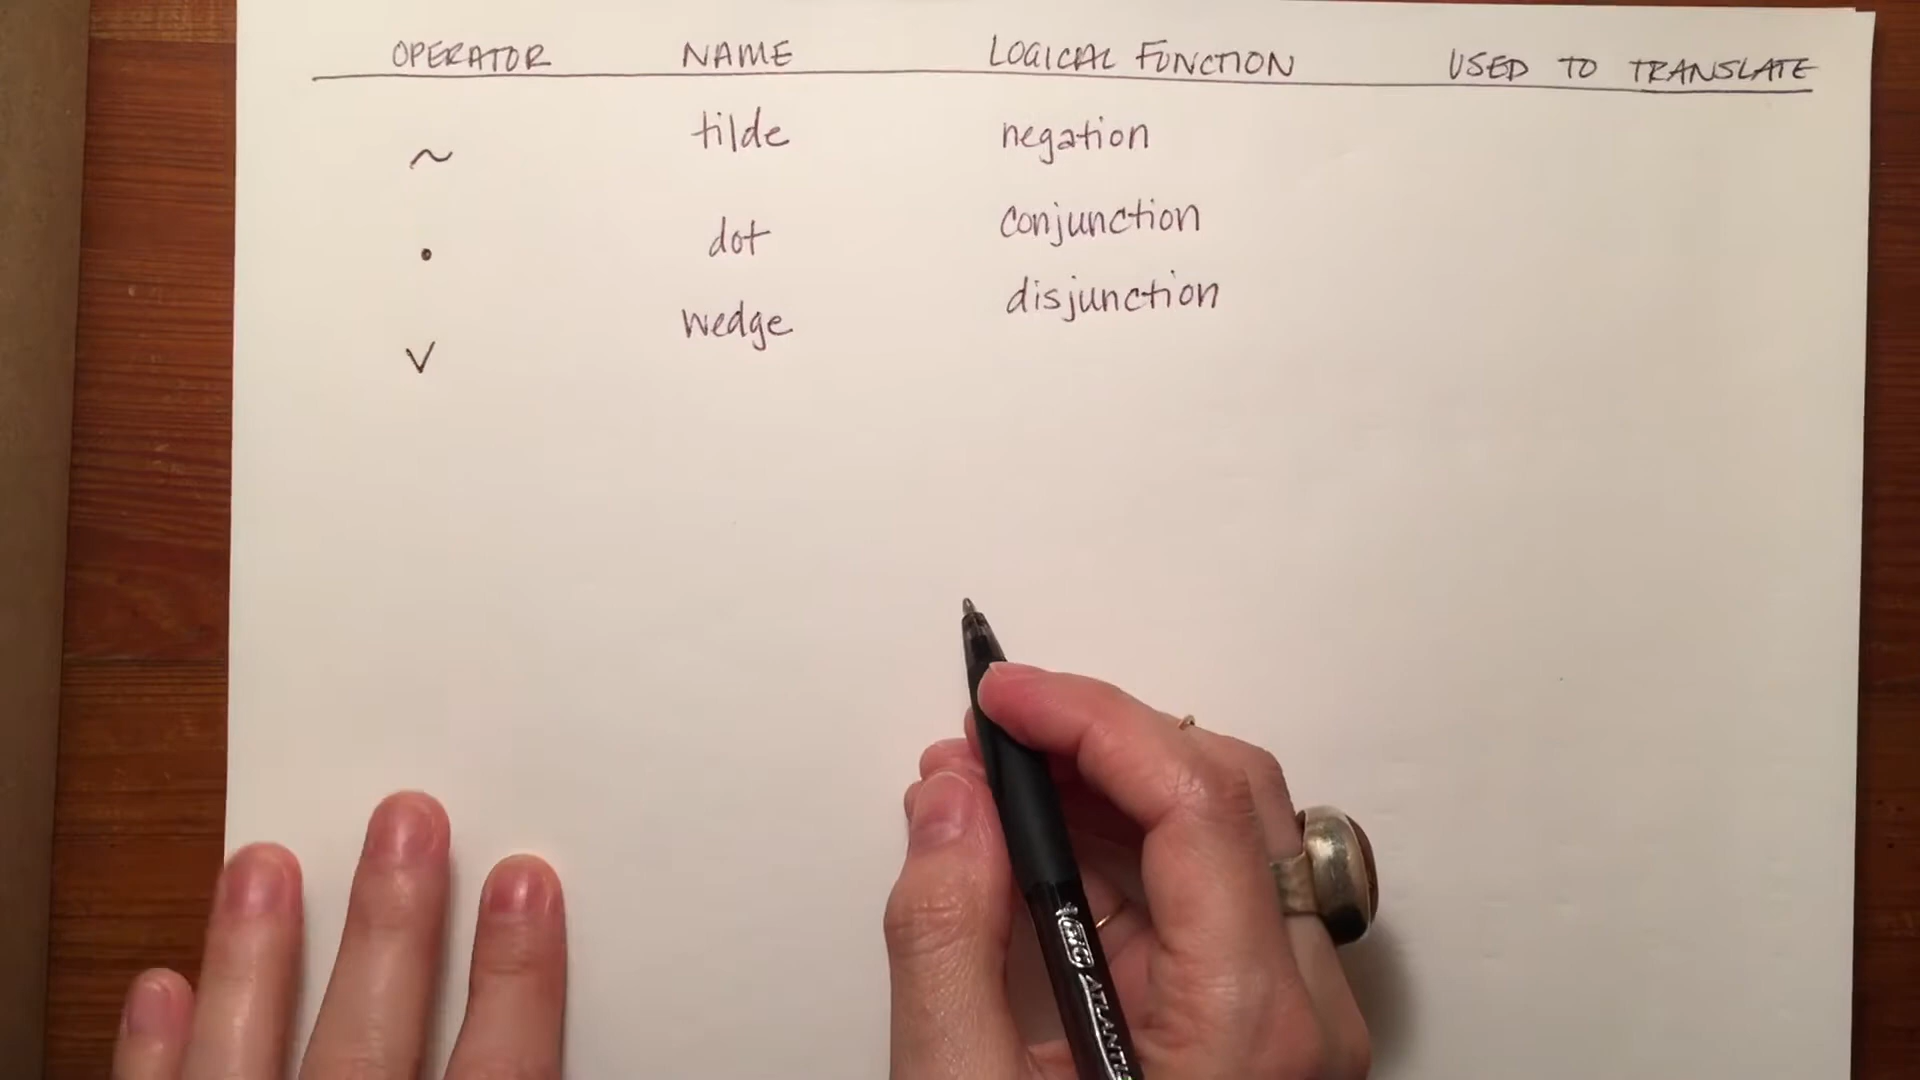 OPERATOR NAME LOGICAL FUNCTION USED TO TRANSLATE
~ tilde negation
• dot conjunction
v wedge disjunction
BIC ATLANTIS